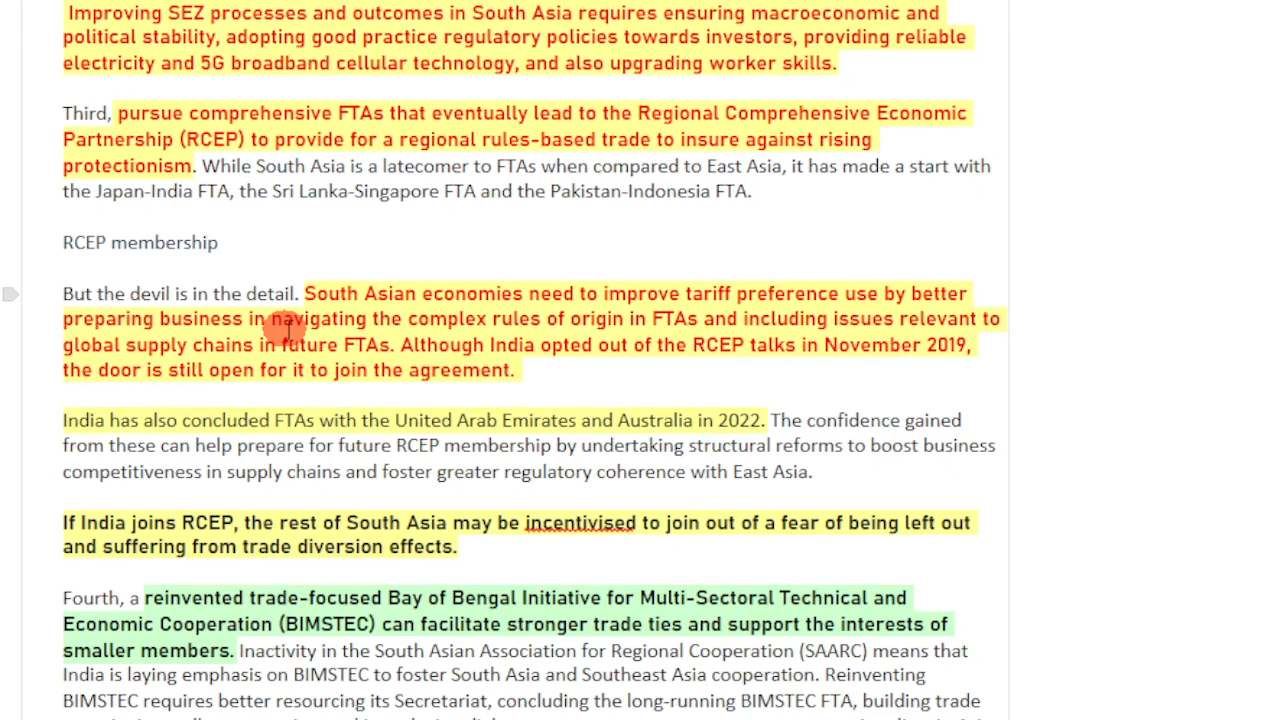 Improving SEZ processes and outcomes in South Asia requires ensuring macroeconomic and
political stability, adopting good practice regulatory policies towards investors, providing reliable
electricity and 5G broadband cellular technology, and also upgrading worker skills.
Third, pursue comprehensive FTAs that eventually lead to the Regional Comprehensive Economic
Partnership (RCEP) to provide for a regional rules-based trade to insure against rising
protectionism. While South Asia is a latecomer to FTAs when compared to East Asia, it has made a start with
the Japan-India FTA, the Sri Lanka-Singapore FTA and the Pakistan-Indonesia FTA.
RCEP membership
But the devil is in the detail. South Asian economies need to improve tariff preference use by better
preparing business in navigating the complex rules of origin in FTAs and including issues relevant to
global supply chains in future FTAs. Although India opted out of the RCEP talks in November 2019,
the door is still open for it to join the agreement.
India has also concluded FTAs with the United Arab Emirates and Australia in 2022. The confidence gained
from these can help prepare for future RCEP membership by undertaking structural reforms to boost business
competitiveness in supply chains and foster greater regulatory coherence with East Asia.
If India joins RCEP, the rest of South Asia may be incentivised to join out of a fear of being left out
and suffering from trade diversion effects.
Fourth, a reinvented trade-focused Bay of Bengal Initiative for Multi-Sectoral Technical and
Economic Cooperation (BIMSTEC) can facilitate stronger trade ties and support the interests of
smaller members. Inactivity in the South Asian Association for Regional Cooperation (SAARC) means that
India is laying emphasis on BIMSTEC to foster South Asia and Southeast Asia cooperation. Reinventing
BIMSTEC requires better resourcing its Secretariat, concluding the long-running BIMSTEC FTA, building trade